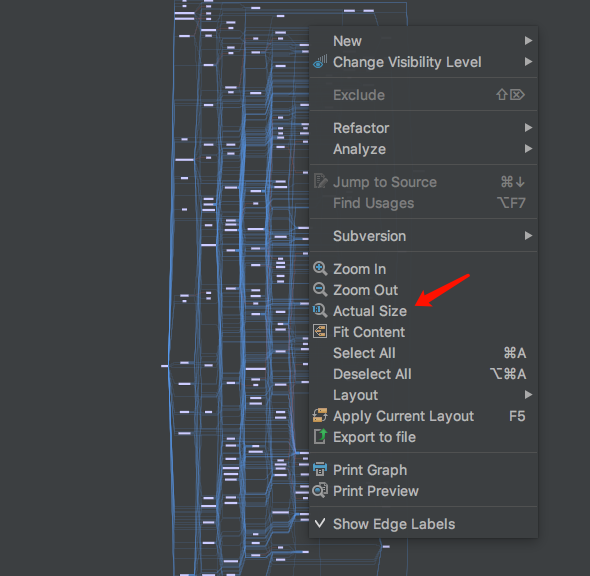 New
Change Visibility Level
Exclude ⇧⌦
Refactor
Analyze
Jump to Source ⌘↓
Find Usages ⌥F7
Subversion
Zoom In
Zoom Out
Actual Size
Fit Content
Select All ⌘A
Deselect All ⌥⌘A
Layout
Apply Current Layout F5
Export to file
Print Graph
Print Preview
Show Edge Labels